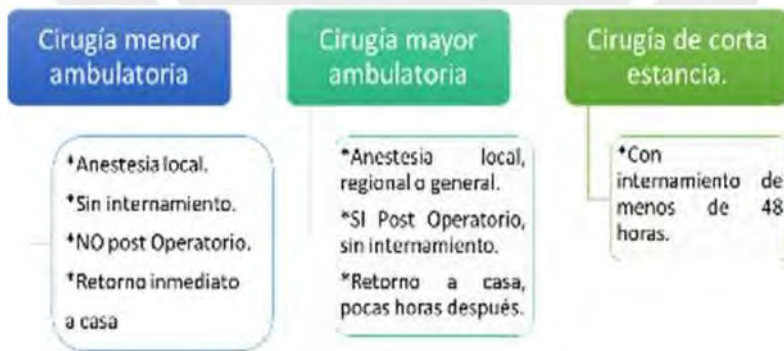 Cirugía menor
ambulatoria
*Anestesia local.
*Sin internamiento.
*NO post Operatorio.
*Retorno inmediato
a casa
Cirugía mayor
ambulatoria
*Anestesia local,
regional o general.
*SI Post Operatorio,
sin internamiento.
*Retorno a casa,
pocas horas después.
Cirugía de corta
estancia.
*Con
internamiento de
menos de 48
horas.